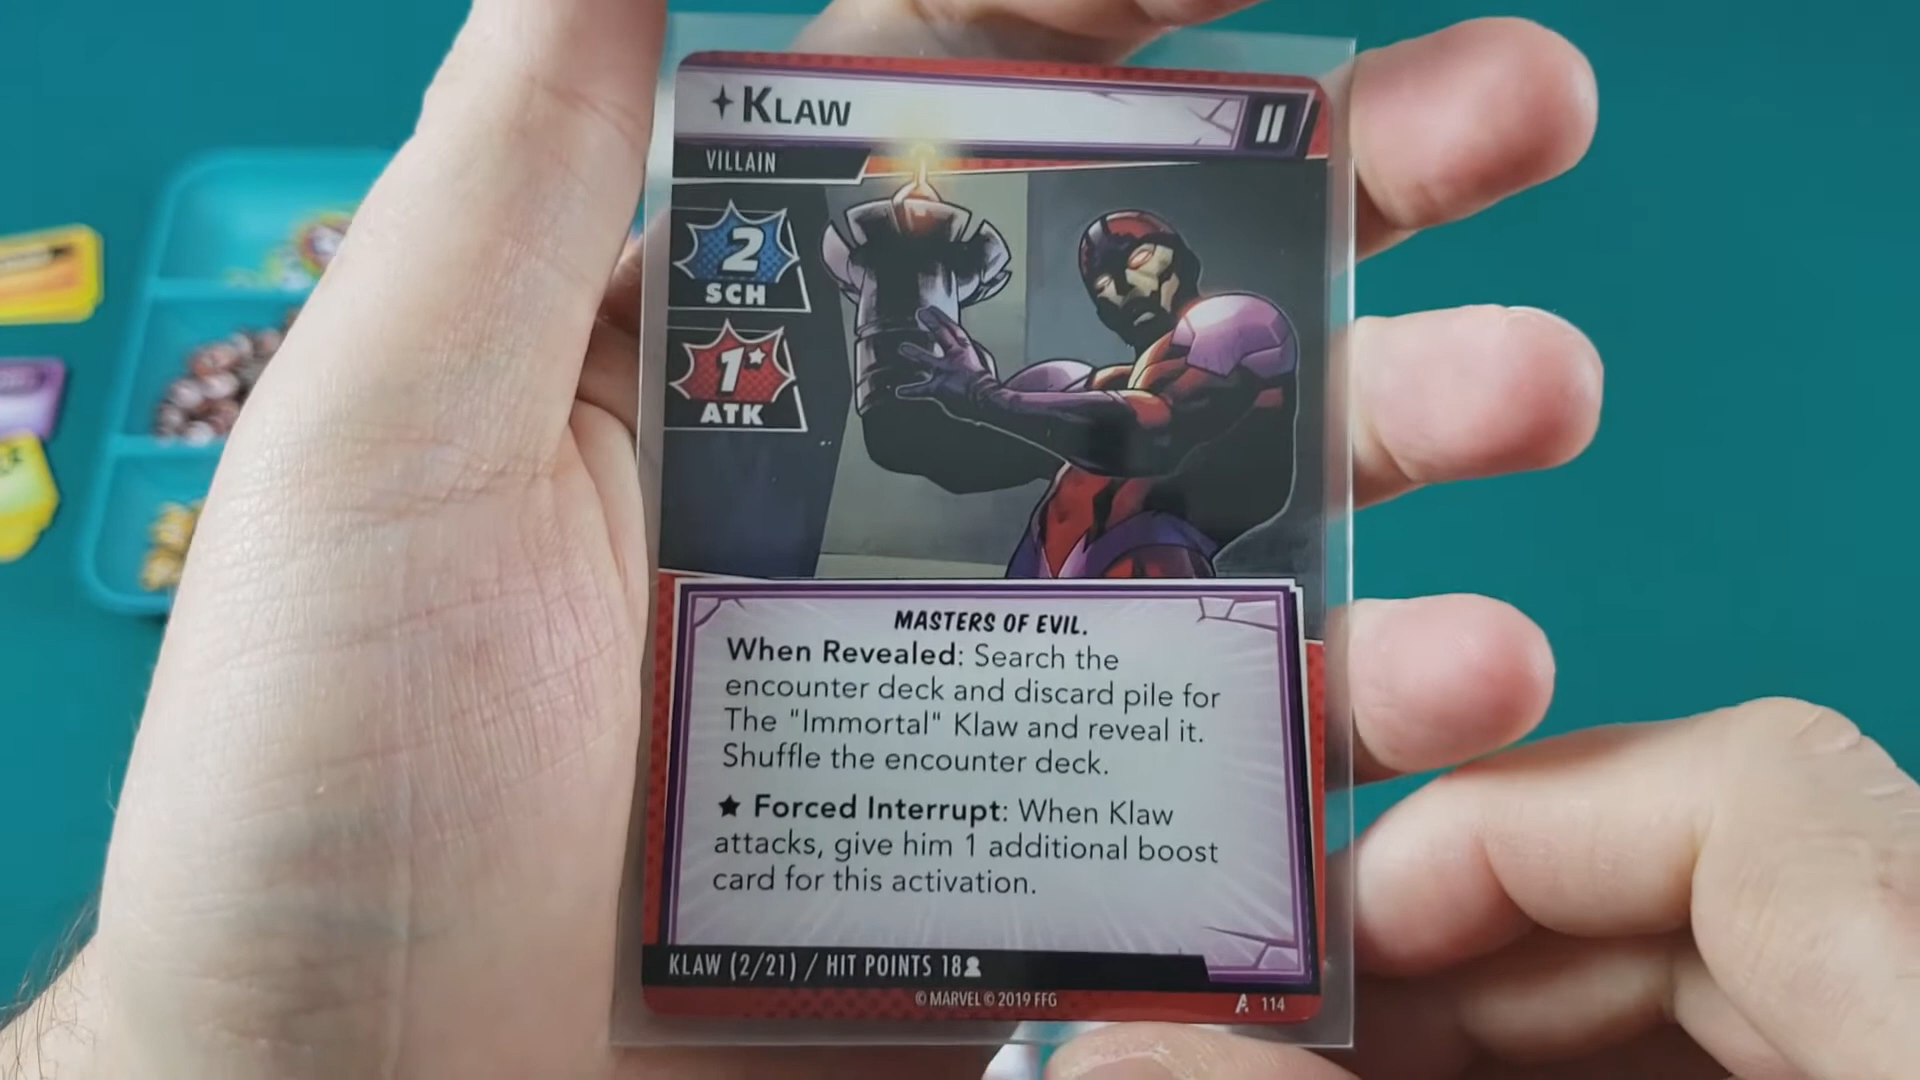 KLAW
II
VILLAIN
2
SCH
1
ATK
MASTERS OF EVIL.
When Revealed: Search the
encounter deck and discard pile for
The "Immortal" Klaw and reveal it.
Shuffle the encounter deck.
★ Forced Interrupt: When Klaw
attacks, give him 1 additional boost
card for this activation.
KLAW (2/21) / HIT POINTS 18
© MARVEL © 2019 FFG
114